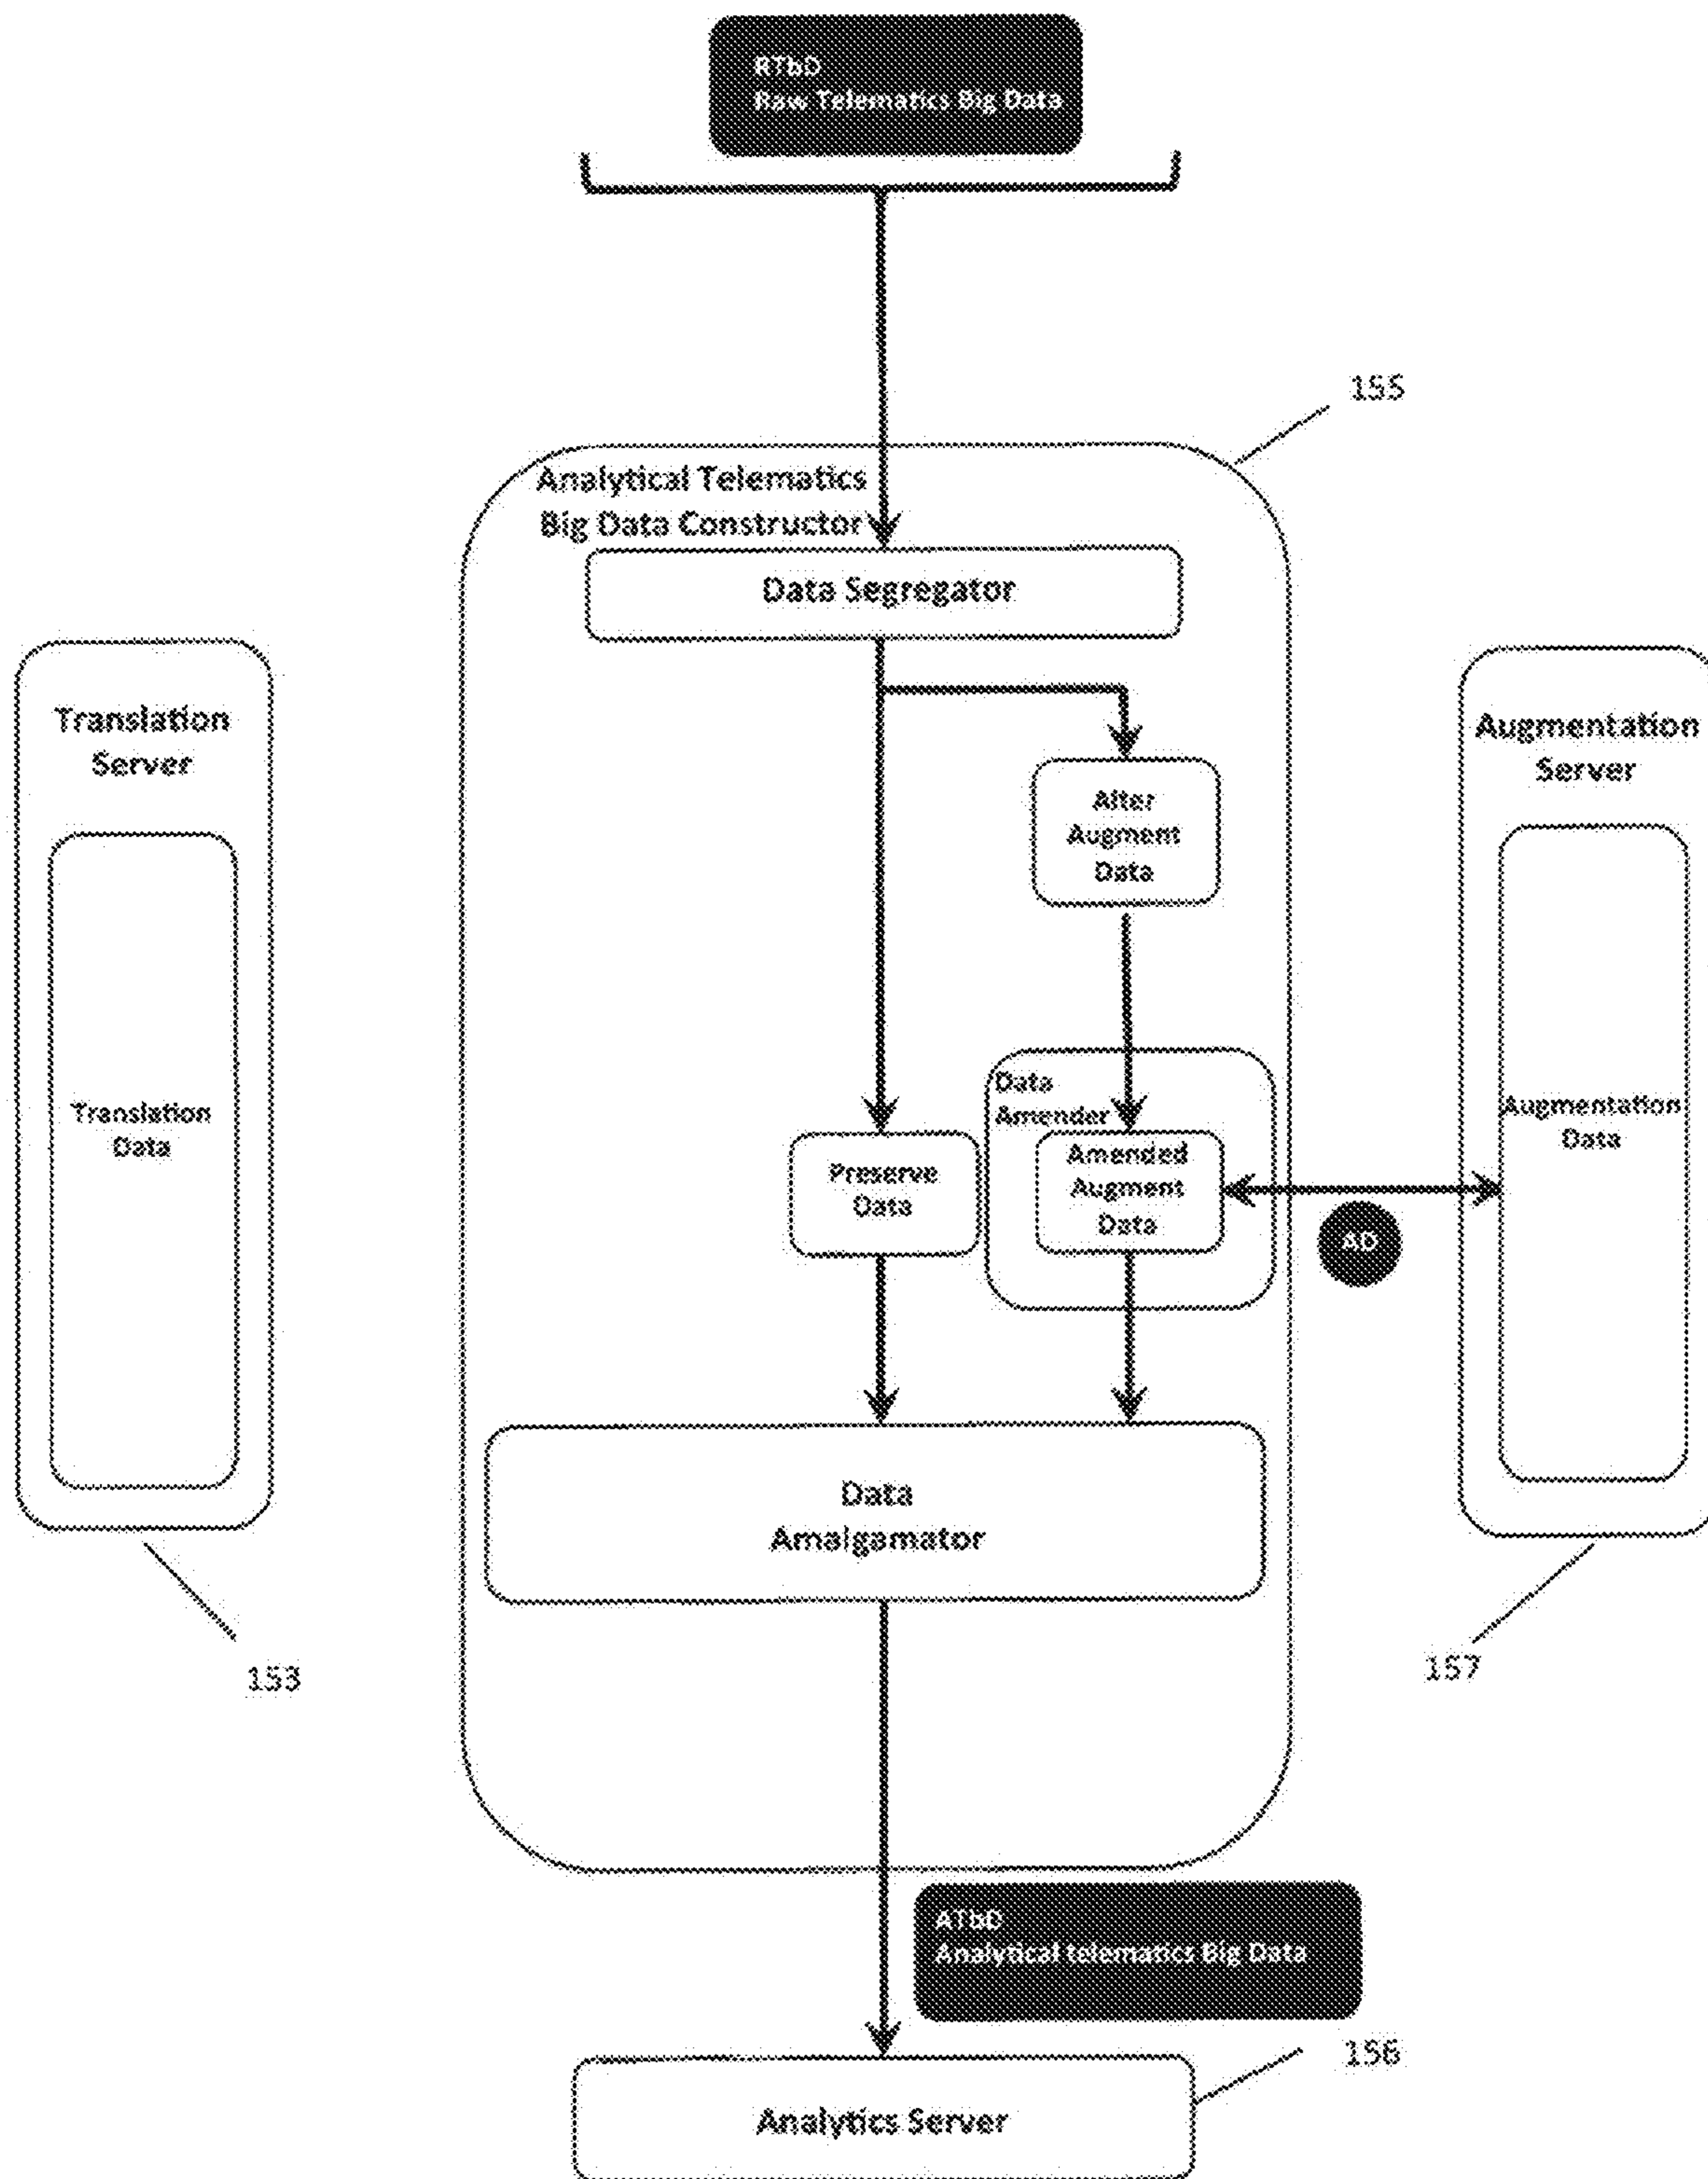 RTbD
Raw Telematics Big Data
155
Analytical Telematics
Big Data Constructor
Data Segregator
Translation
Server
Augmentation
Server
Alter
Augment
Data
Translation
Data
Data
Amender
Augmentation
Data
Preserve
Data
Amended
Augment
Data
AD
Data
Amalgamator
153
157
ATbD
Analytical telematics Big Data
156
Analytics Server